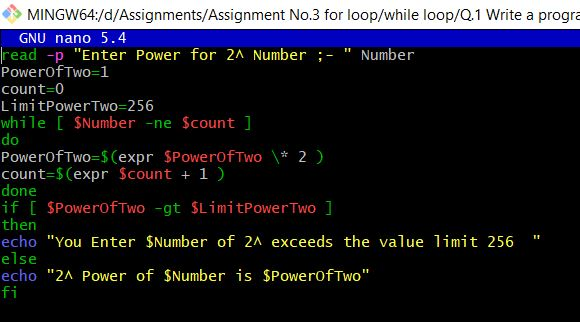 MINGW64:/d/Assignments/Assignment No.3 for loop/while loop/Q.1 Write a progra
GNU nano 5.4
read -p "Enter Power for 2^ Number ;- " Number
PowerOfTwo=1
count=0
LimitPowerTwo=256
while [ $Number -ne $count ]
do
PowerOfTwo=$(expr $PowerOfTwo \* 2 )
count=$(expr $count + 1 )
done
if [ $PowerOfTwo -gt $LimitPowerTwo ]
then
echo "You Enter $Number of 2^ exceeds the value limit 256  "
else
echo "2^ Power of $Number is $PowerOfTwo"
fi